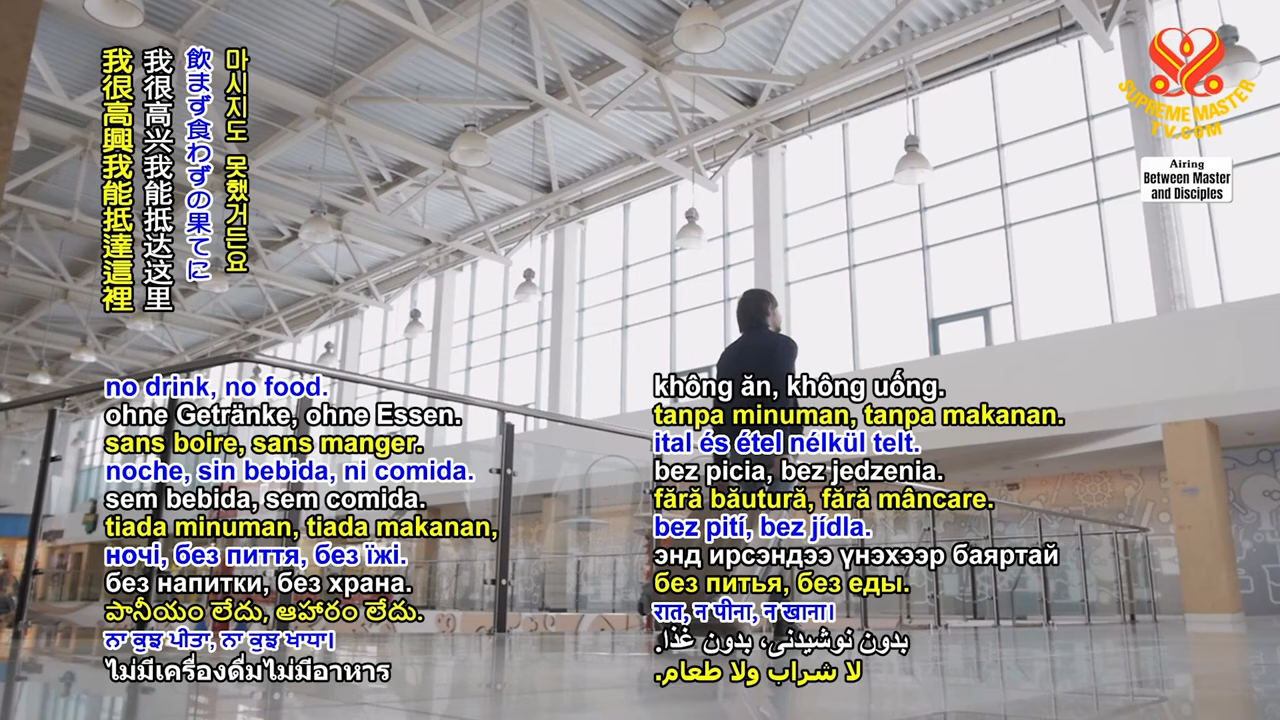 마시지도 못했거든요
飲まず食わずの果てに
我很高兴我能抵达这里
我很高興我能抵達這裡
SUPREME MASTER
TV.COM
Airing
Between Master
and Disciples
no drink, no food.
ohne Getränke, ohne Essen.
sans boire, sans manger.
noche, sin bebida, ni comida.
sem bebida, sem comida.
tiada minuman, tiada makanan,
ночі, без пиття, без їжі.
без напитки, без храна.
పానీయం లేదు, ఆహారం లేదు.
ਨਾ ਕੁਝ ਪੀਤਾ, ਨਾ ਕੁਝ ਖਾਧਾ।
ไม่มีเครื่องดื่มไม่มีอาหาร
không ăn, không uống.
tanpa minuman, tanpa makanan.
ital és étel nélkül telt.
bez picia, bez jedzenia.
fără băutură, fără mâncare.
bez pití, bez jídla.
энд ирсэндээ үнэхээр баяртай
без питья, без еды.
रात, न पीना, न खाना।
بدون نوشیدنی، بدون غذا.
لا شراب ولا طعام.